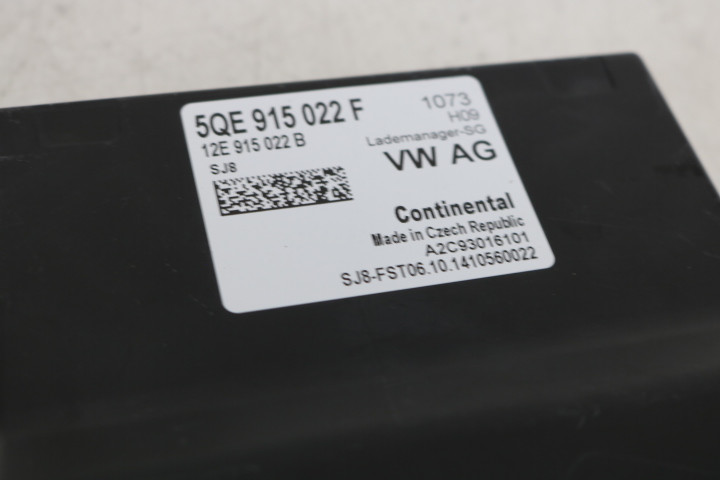 5QE 915 022 F
1073
12E 915 022 B
H09
Lademanager-SG
SJ8
VW AG
Continental
Made in Czech Republic
A2C93016101
SJ8-FST06.10.1410560022